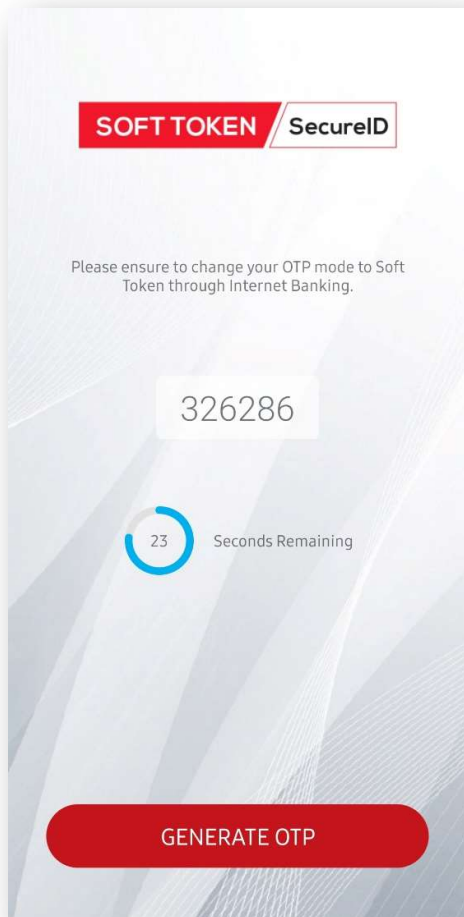 SOFT TOKEN SecureID
Please ensure to change your OTP mode to Soft
Token through Internet Banking.
326286
23 Seconds Remaining
GENERATE OTP